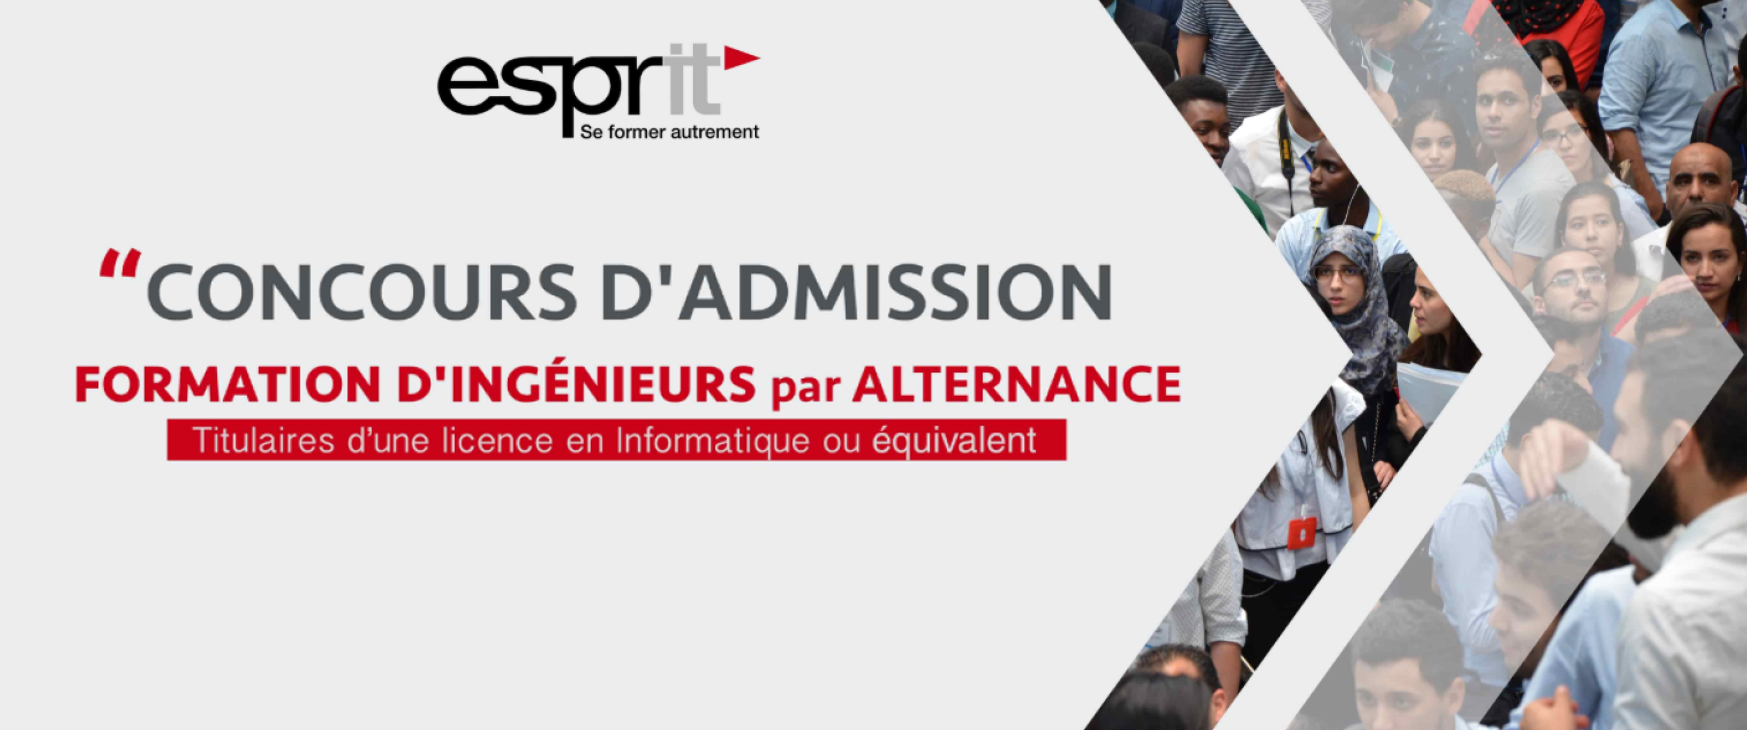 esprit
Se former autrement
“CONCOURS D'ADMISSION
FORMATION D'INGÉNIEURS par ALTERNANCE
Titulaires d’une licence en Informatique ou équivalent